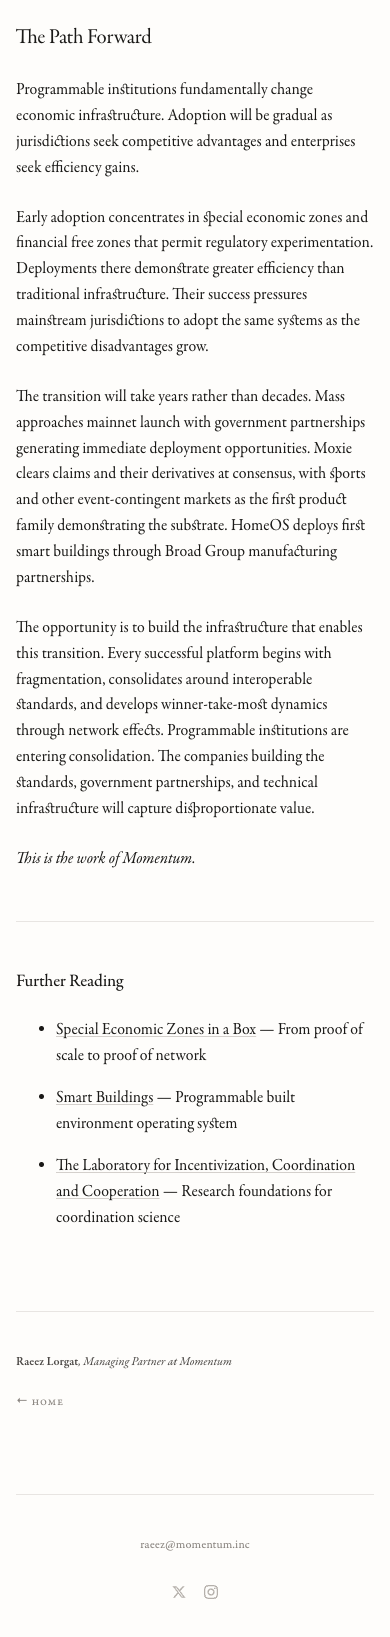 The Path Forward
Programmable institutions fundamentally change
economic infrastructure. Adoption will be gradual as
jurisdictions seek competitive advantages and enterprises
seek efficiency gains.
Early adoption concentrates in special economic zones and
financial free zones that permit regulatory experimentation.
Deployments there demonstrate greater efficiency than
traditional infrastructure. Their success pressures
mainstream jurisdictions to adopt the same systems as the
competitive disadvantages grow.
The transition will take years rather than decades. Mass
approaches mainnet launch with government partnerships
generating immediate deployment opportunities. Moxie
clears claims and their derivatives at consensus, with sports
and other event-contingent markets as the first product
family demonstrating the substrate. HomeOS deploys first
smart buildings through Broad Group manufacturing
partnerships.
The opportunity is to build the infrastructure that enables
this transition. Every successful platform begins with
fragmentation, consolidates around interoperable
standards, and develops winner-take-most dynamics
through network effects. Programmable institutions are
entering consolidation. The companies building the
standards, government partnerships, and technical
infrastructure will capture disproportionate value.
This is the work of Momentum.
Further Reading
• Special Economic Zones in a Box — From proof of
scale to proof of network
• Smart Buildings — Programmable built
environment operating system
• The Laboratory for Incentivization, Coordination
and Cooperation — Research foundations for
coordination science
Raeez Lorgat, Managing Partner at Momentum
← HOME
raeez@momentum.inc